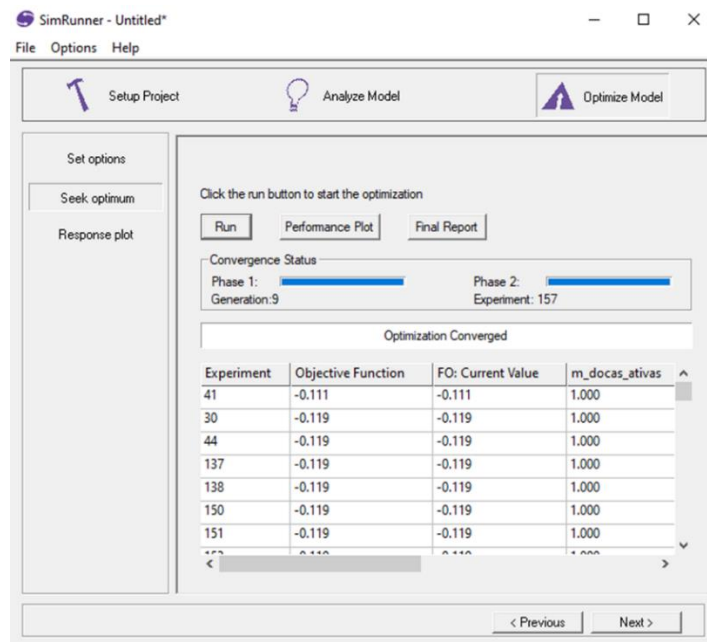 SimRunner - Untitled*
File Options Help
Setup Project Analyze Model Optimize Model
Set options
Seek optimum
Response plot
Click the run button to start the optimization
Run Performance Plot Final Report
Convergence Status
Phase 1: Phase 2:
Generation:9 Experiment: 157
Optimization Converged
Experiment Objective Function FO: Current Value m_docas_ativas
41 -0.111 -0.111 1.000
30 -0.119 -0.119 1.000
44 -0.119 -0.119 1.000
137 -0.119 -0.119 1.000
138 -0.119 -0.119 1.000
150 -0.119 -0.119 1.000
151 -0.119 -0.119 1.000
< Previous Next >